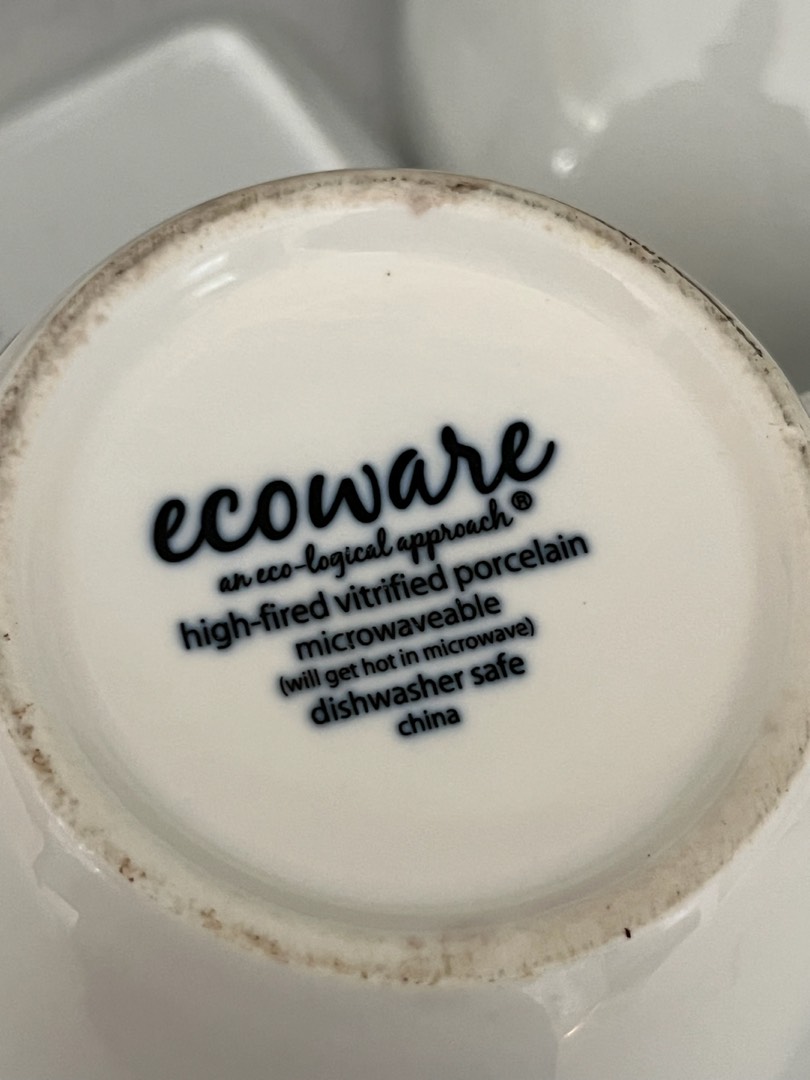 ecoware
an eco-logical approach®
high-fired vitrified porcelain
microwaveable
(will get hot in microwave)
dishwasher safe
china